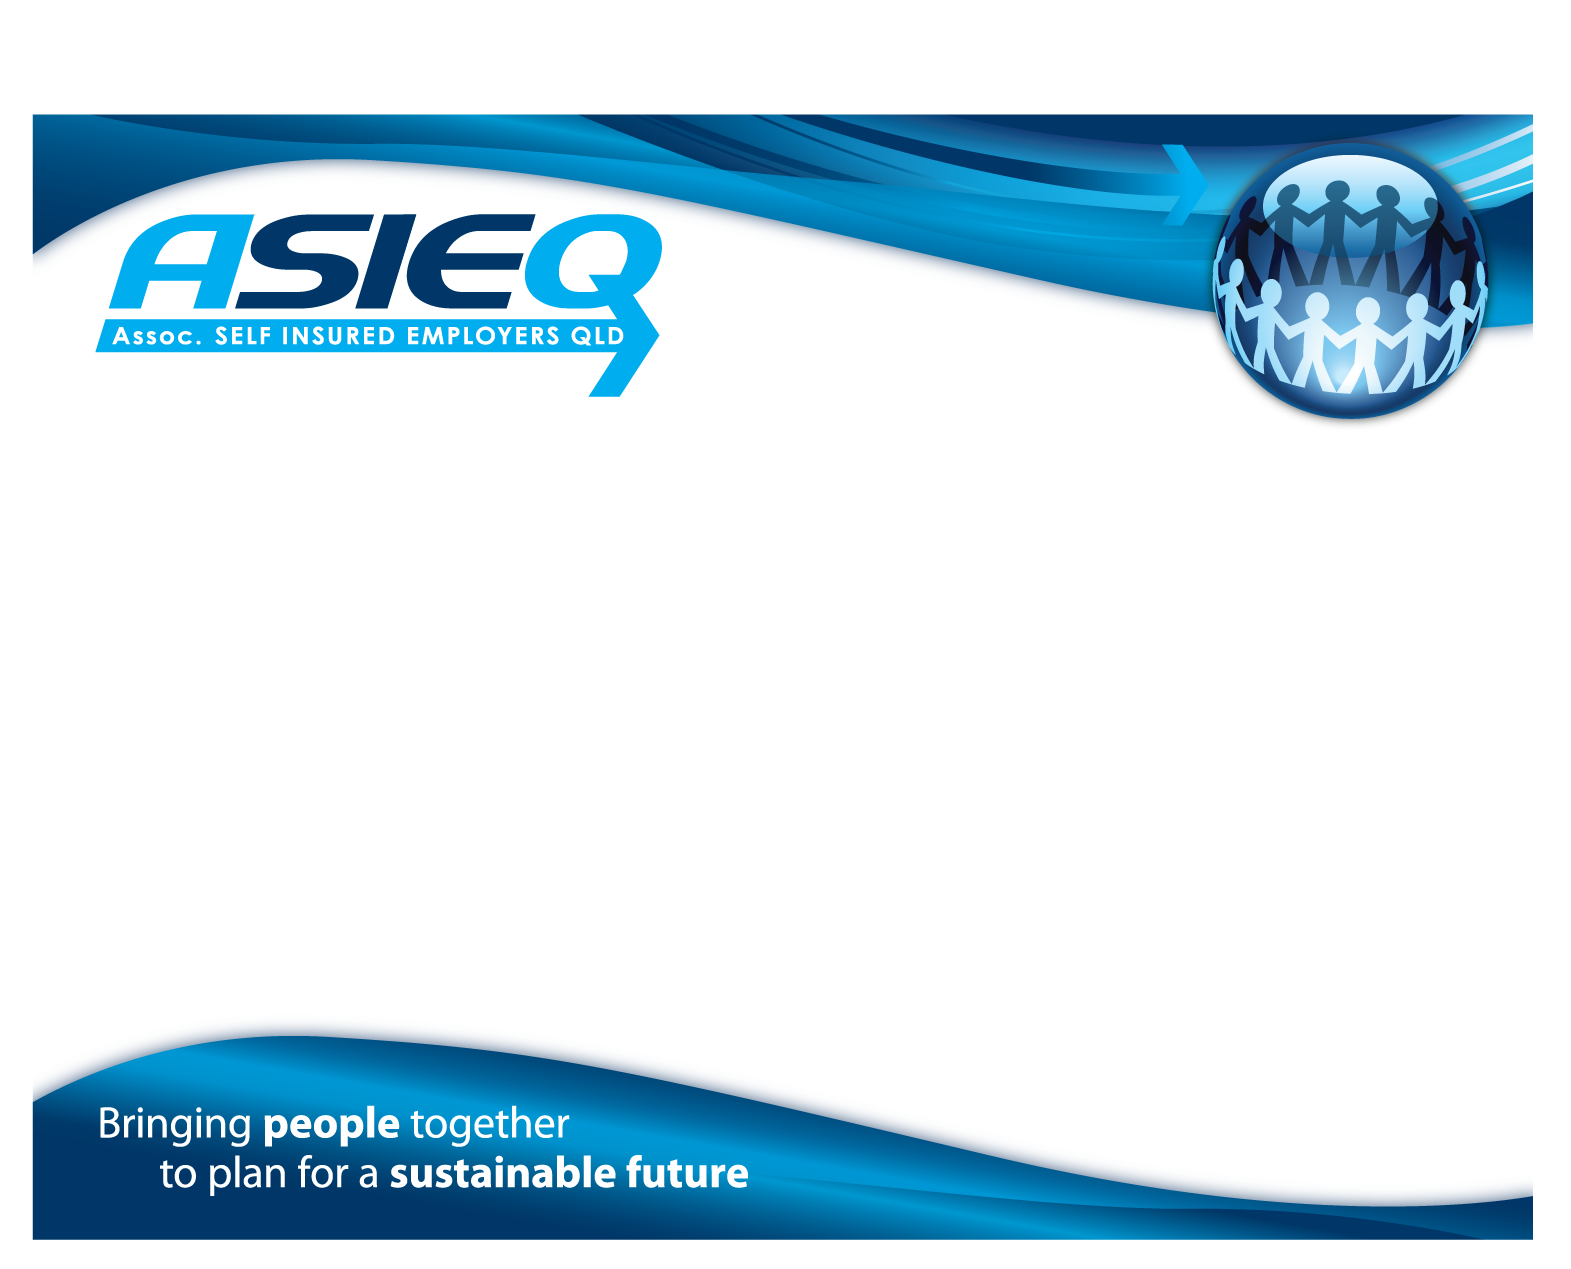 ASIEQ
Assoc. SELF INSURED EMPLOYERS QLD
Bringing people together
to plan for a sustainable future